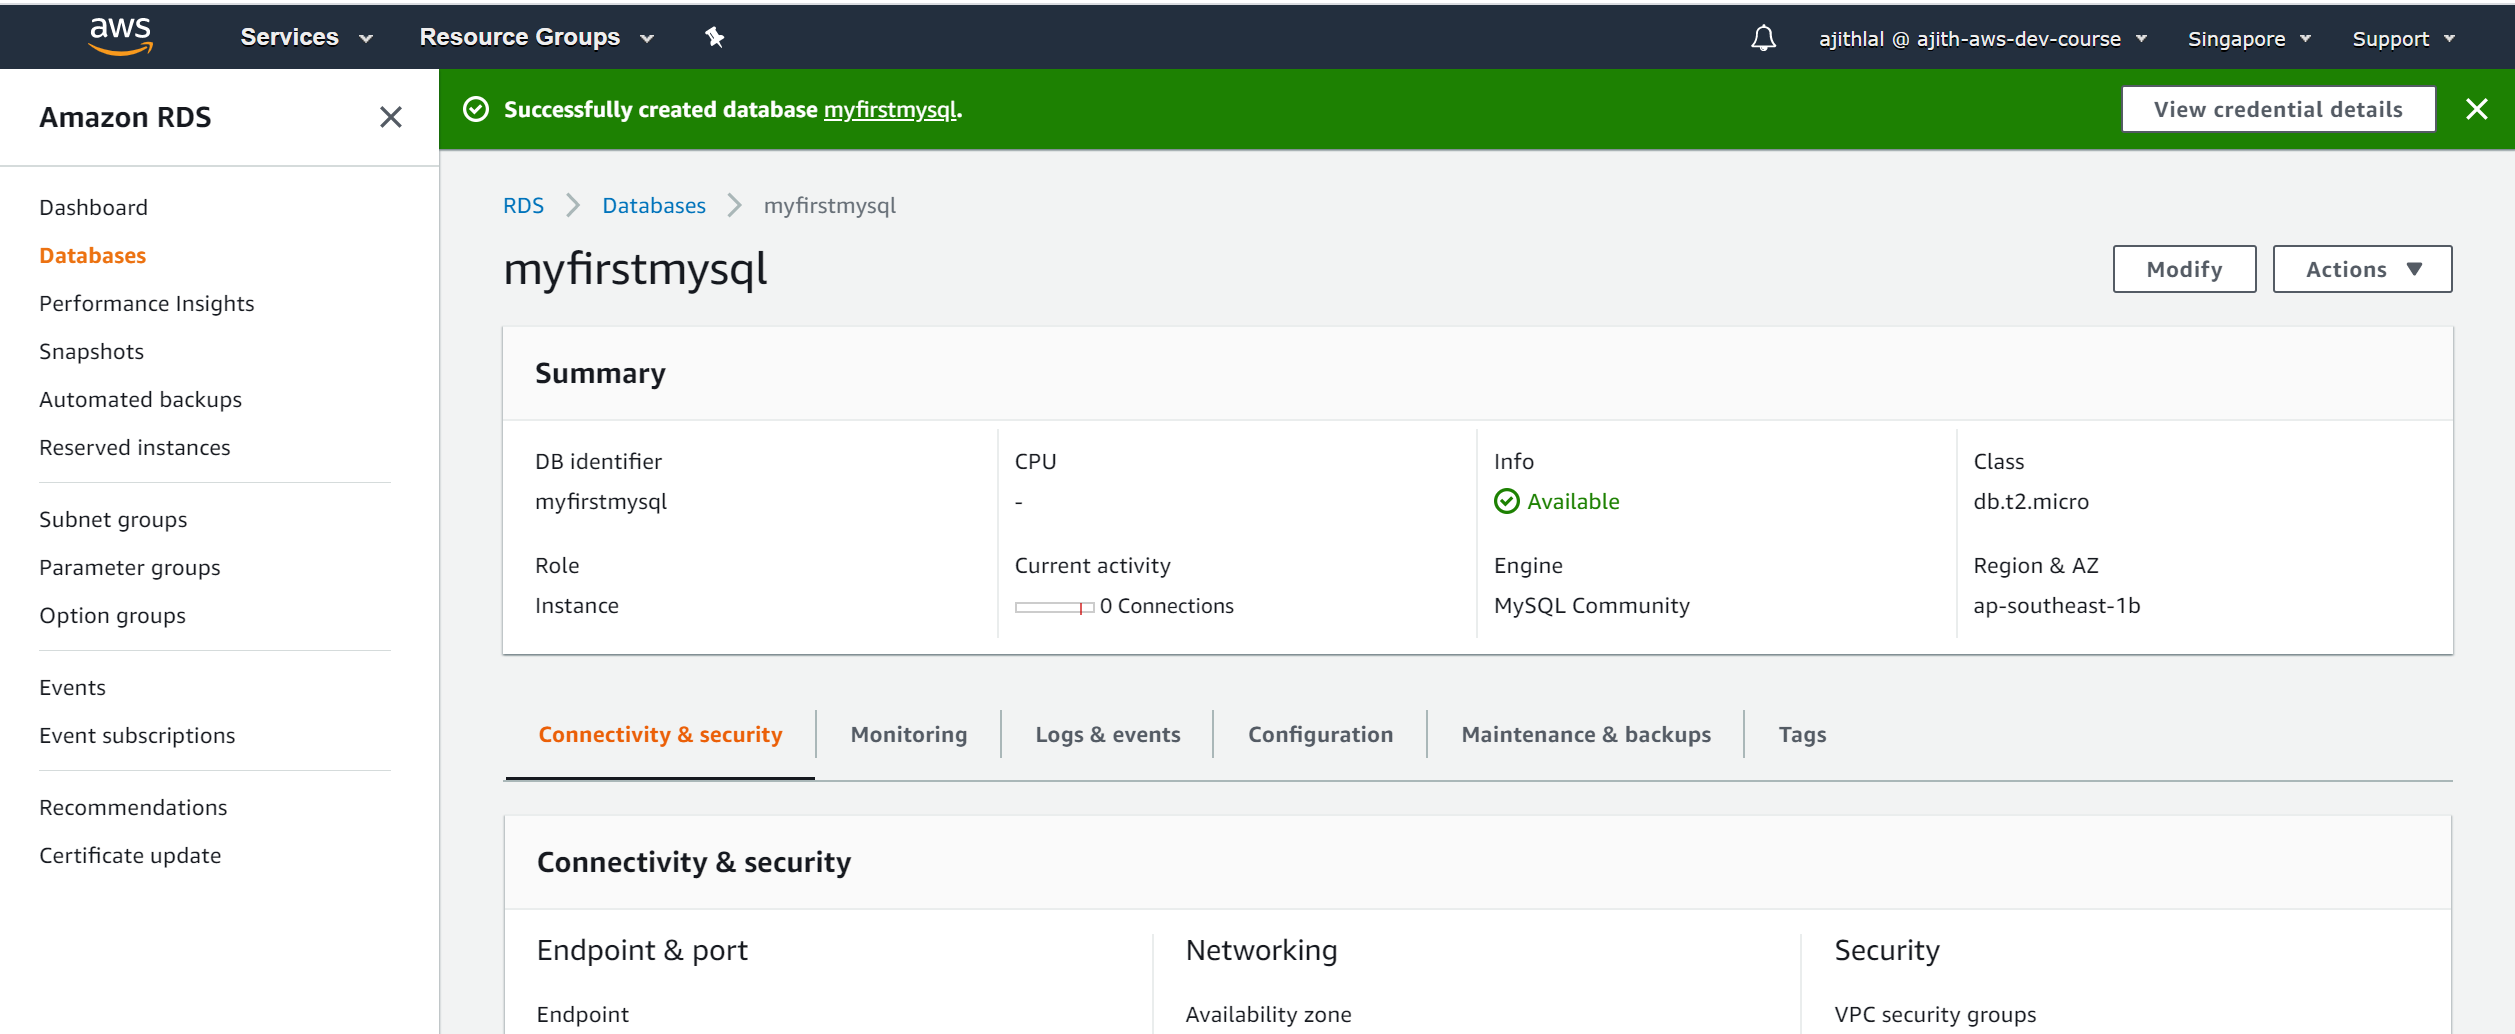 aws Services Resource Groups ajithlal @ ajith-aws-dev-course Singapore Support
Amazon RDS
Dashboard
Databases
Performance Insights
Snapshots
Automated backups
Reserved instances
Subnet groups
Parameter groups
Option groups
Events
Event subscriptions
Recommendations
Certificate update
Successfully created database myfirstmysql. View credential details
RDS Databases myfirstmysql
myfirstmysql
Modify Actions
Summary
DB identifier CPU Info Class
myfirstmysql - Available db.t2.micro
Role Current activity Engine Region & AZ
Instance 0 Connections MySQL Community ap-southeast-1b
Connectivity & security Monitoring Logs & events Configuration Maintenance & backups Tags
Connectivity & security
Endpoint & port Networking Security
Endpoint Availability zone VPC security groups